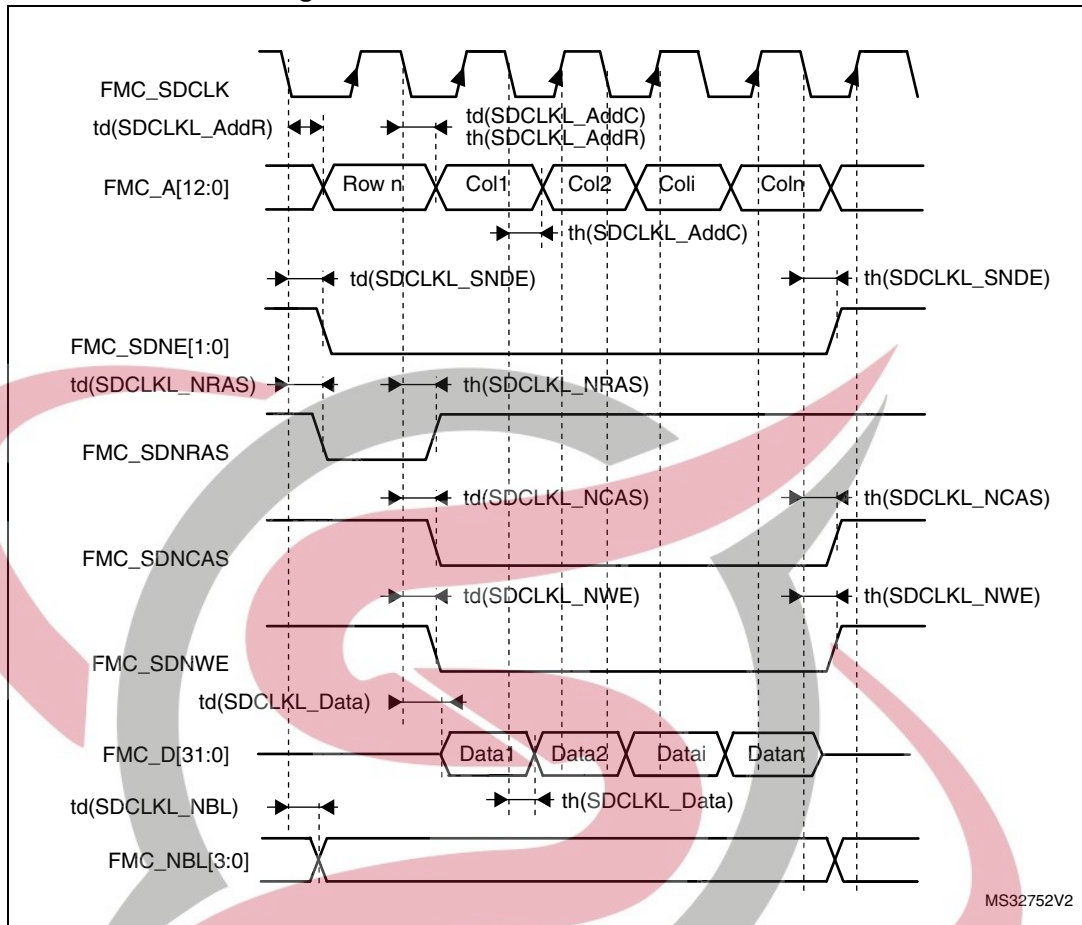 FMC_SDCLK
td(SDCLKL_AddR)
td(SDCLKL_AddC)
th(SDCLKL_AddR)
FMC_A[12:0]
Row n
Col1
Col2
Coli
Coln
th(SDCLKL_AddC)
td(SDCLKL_SNDE)
th(SDCLKL_SNDE)
FMC_SDNE[1:0]
td(SDCLKL_NRAS)
th(SDCLKL_NRAS)
FMC_SDNRAS
td(SDCLKL_NCAS)
th(SDCLKL_NCAS)
FMC_SDNCAS
td(SDCLKL_NWE)
th(SDCLKL_NWE)
FMC_SDNWE
td(SDCLKL_Data)
FMC_D[31:0]
Data1
Data2
Datai
Datan
td(SDCLKL_NBL)
th(SDCLKL_Data)
FMC_NBL[3:0]
MS32752V2